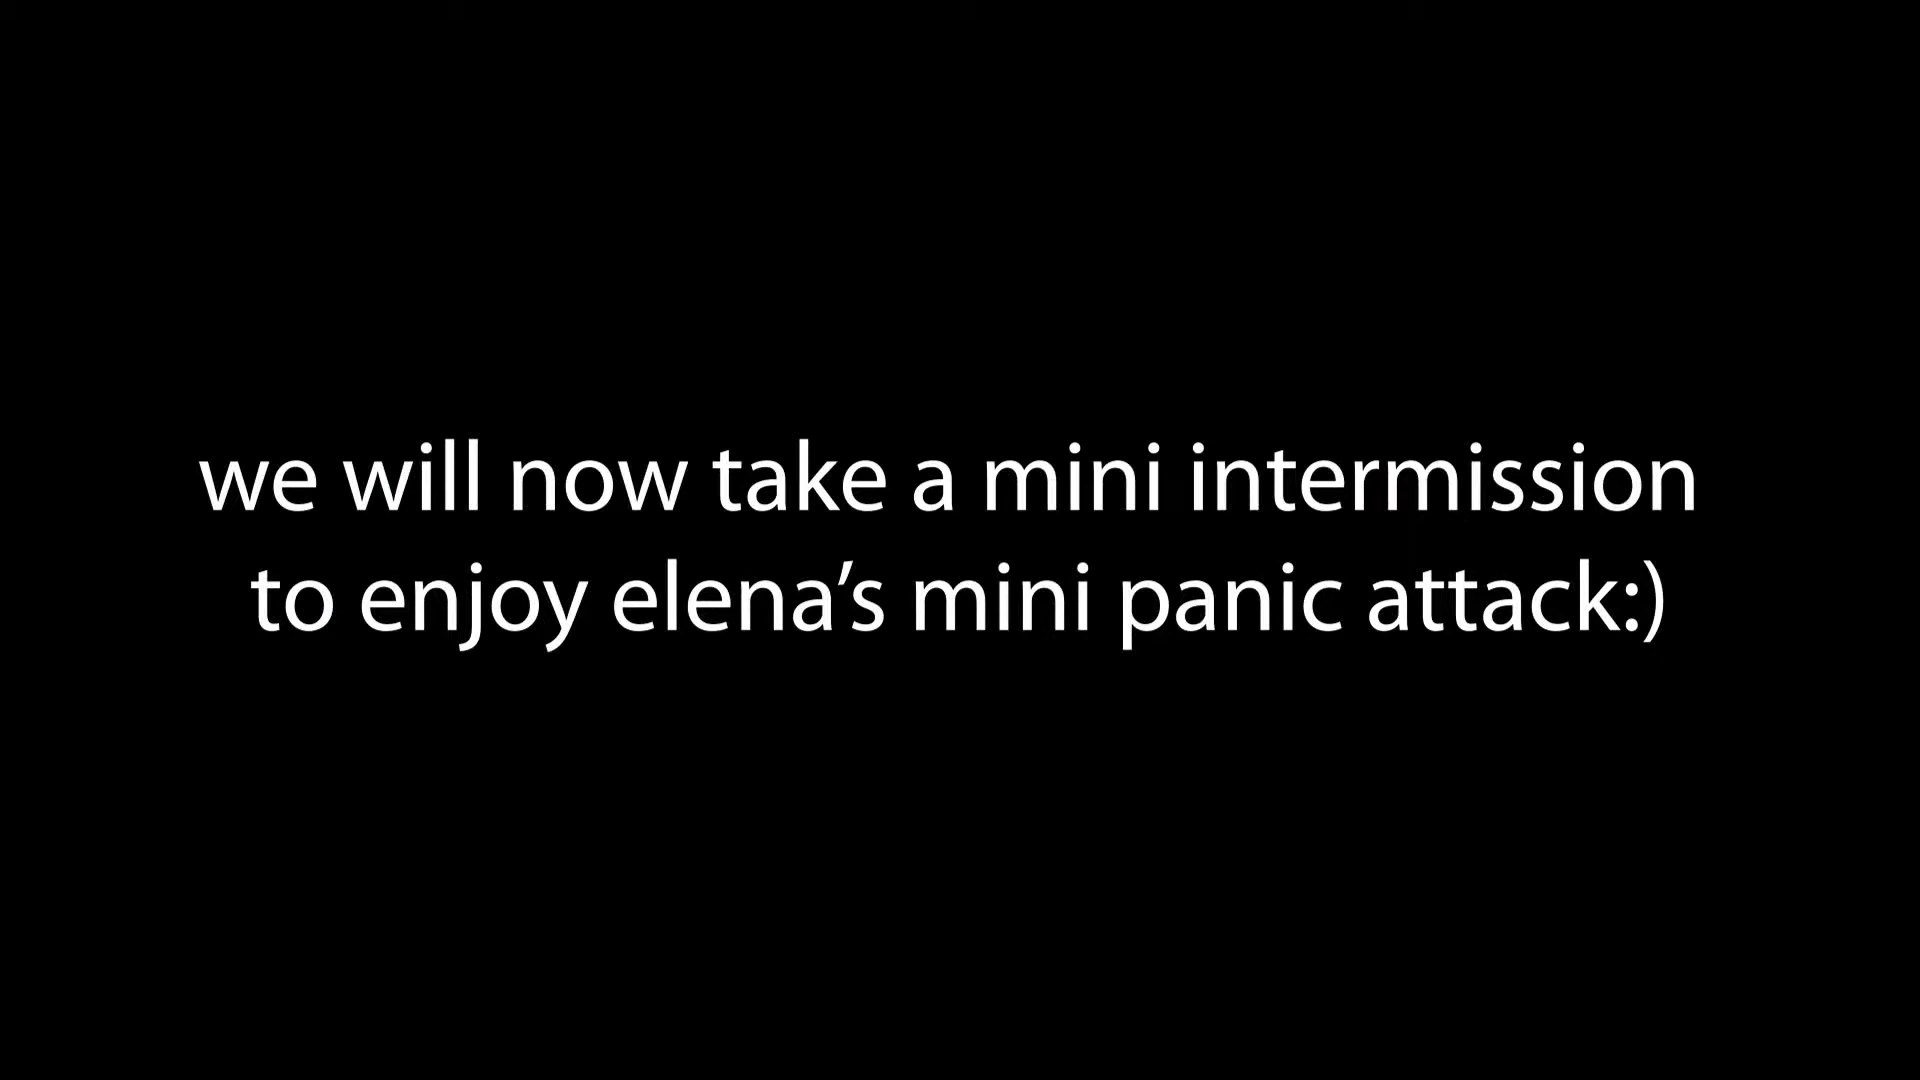 we will now take a mini intermission
to enjoy elena’s mini panic attack:)